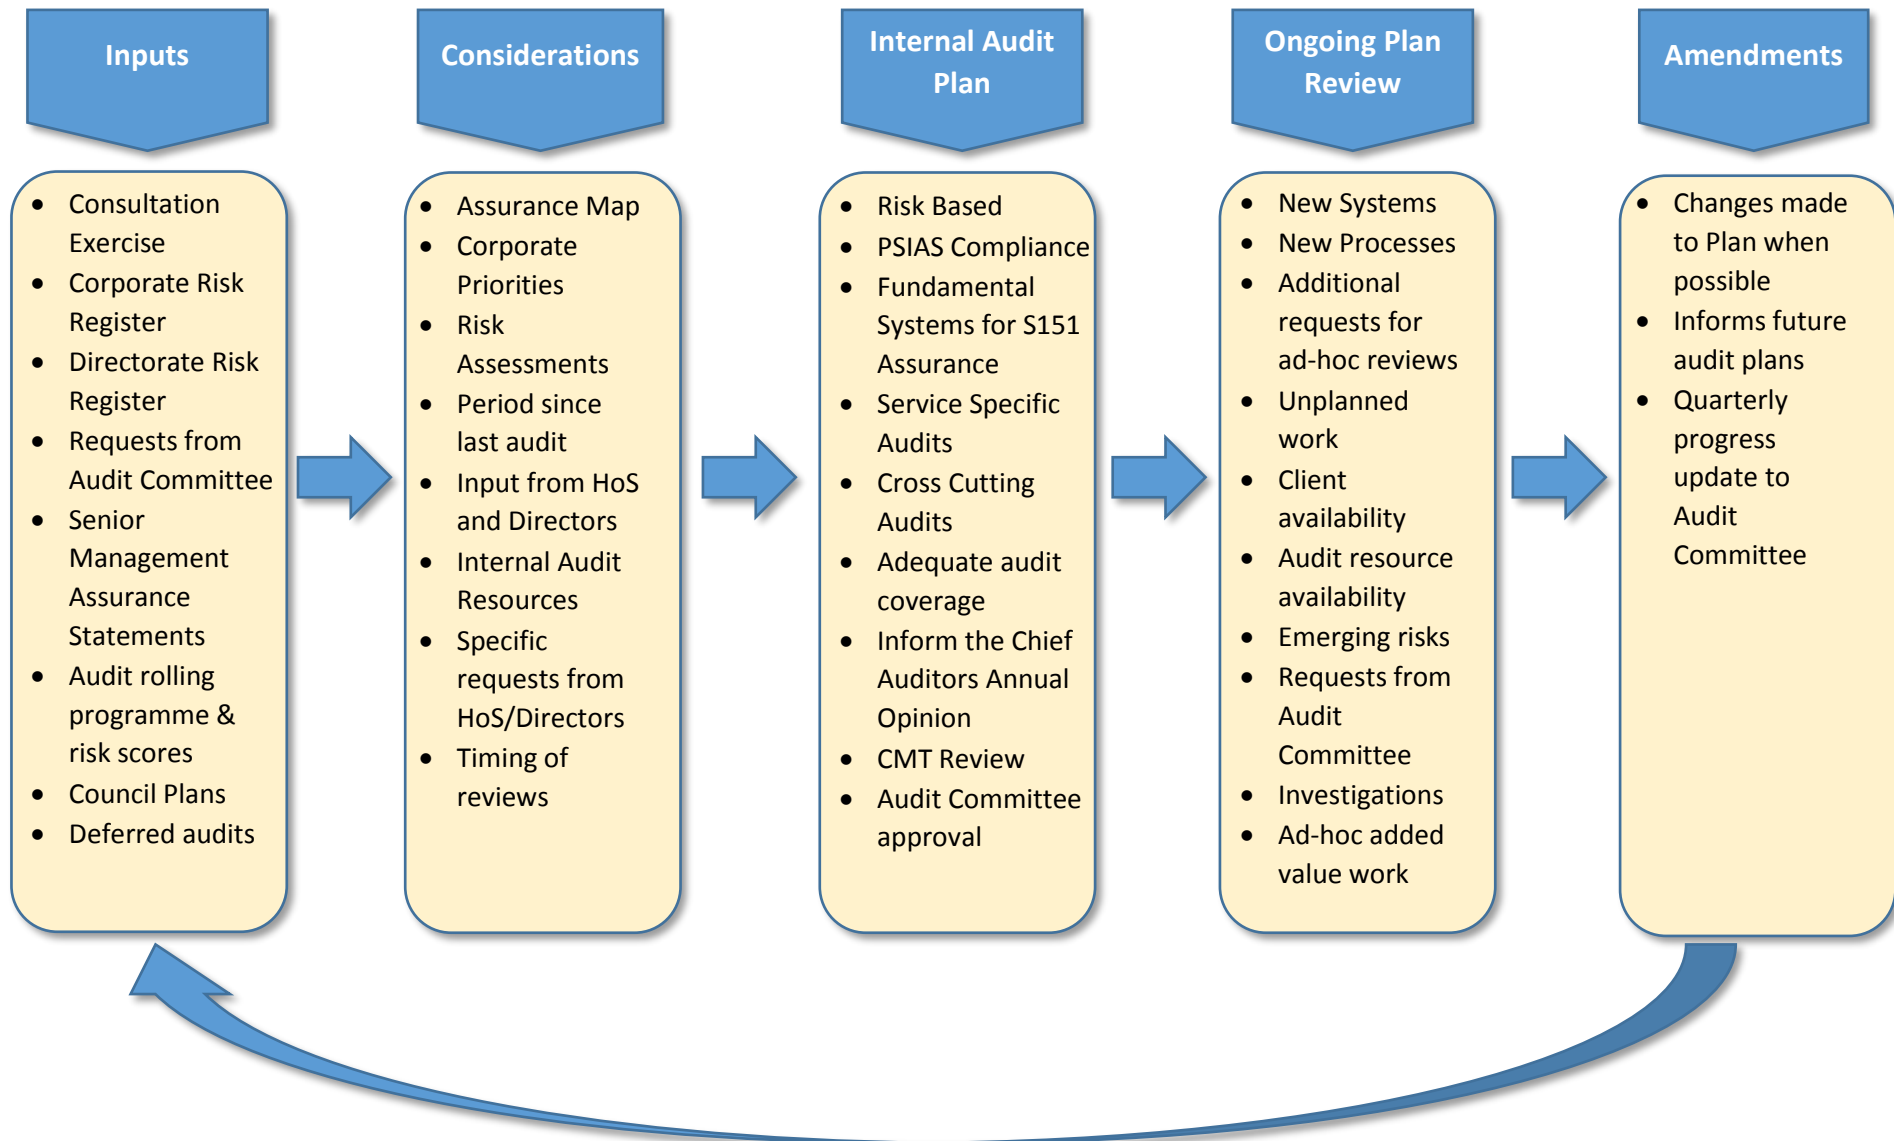 Inputs
• Consultation
Exercise
• Corporate Risk
Register
• Directorate Risk
Register
• Requests from
Audit Committee
• Senior
Management
Assurance
Statements
• Audit rolling
programme &
risk scores
• Council Plans
• Deferred audits
Considerations
• Assurance Map
• Corporate
Priorities
• Risk
Assessments
• Period since
last audit
• Input from HoS
and Directors
• Internal Audit
Resources
• Specific
requests from
HoS/Directors
• Timing of
reviews
Internal Audit
Plan
• Risk Based
• PSIAS Compliance
• Fundamental
Systems for S151
Assurance
• Service Specific
Audits
• Cross Cutting
Audits
• Adequate audit
coverage
• Inform the Chief
Auditors Annual
Opinion
• CMT Review
• Audit Committee
approval
Ongoing Plan
Review
• New Systems
• New Processes
• Additional
requests for
ad-hoc reviews
• Unplanned
work
• Client
availability
• Audit resource
availability
• Emerging risks
• Requests from
Audit
Committee
• Investigations
• Ad-hoc added
value work
Amendments
• Changes made
to Plan when
possible
• Informs future
audit plans
• Quarterly
progress
update to
Audit
Committee